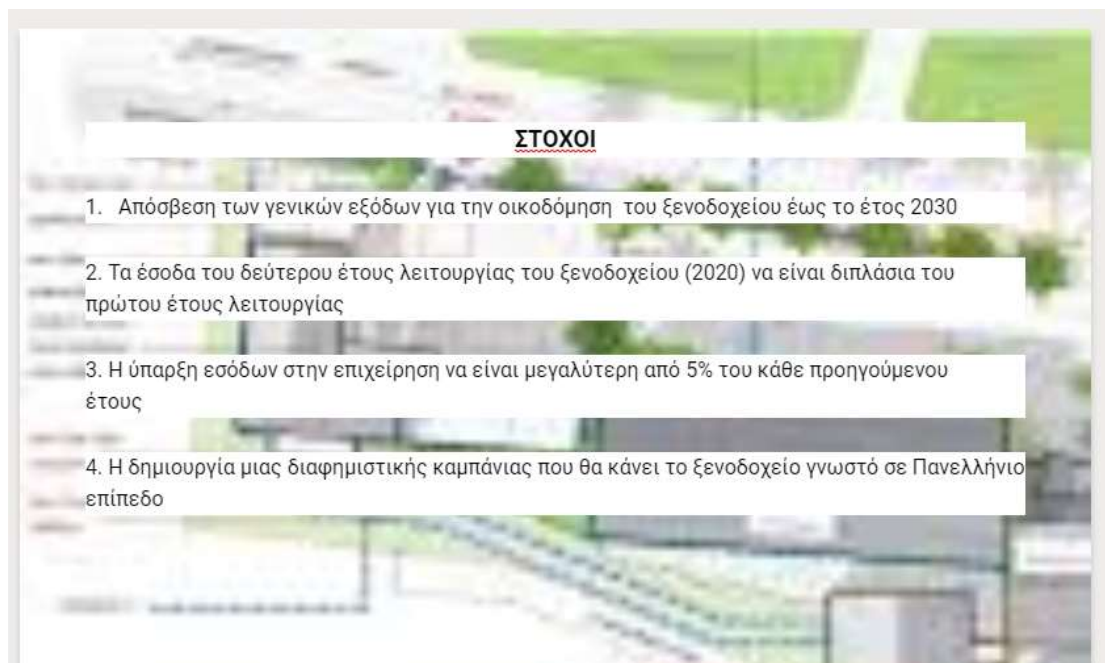 ΣΤΟΧΟΙ
1. Απόσβεση των γενικών εξόδων για την οικοδόμηση του ξενοδοχείου έως το έτος 2030
2. Τα έσοδα του δεύτερου έτους λειτουργίας του ξενοδοχείου (2020) να είναι διπλάσια του
πρώτου έτους λειτουργίας
3. Η ύπαρξη εσόδων στην επιχείρηση να είναι μεγαλύτερη από 5% του κάθε προηγούμενου
έτους
4. Η δημιουργία μιας διαφημιστικής καμπάνιας που θα κάνει το ξενοδοχείο γνωστό σε Πανελλήνιο
επίπεδο